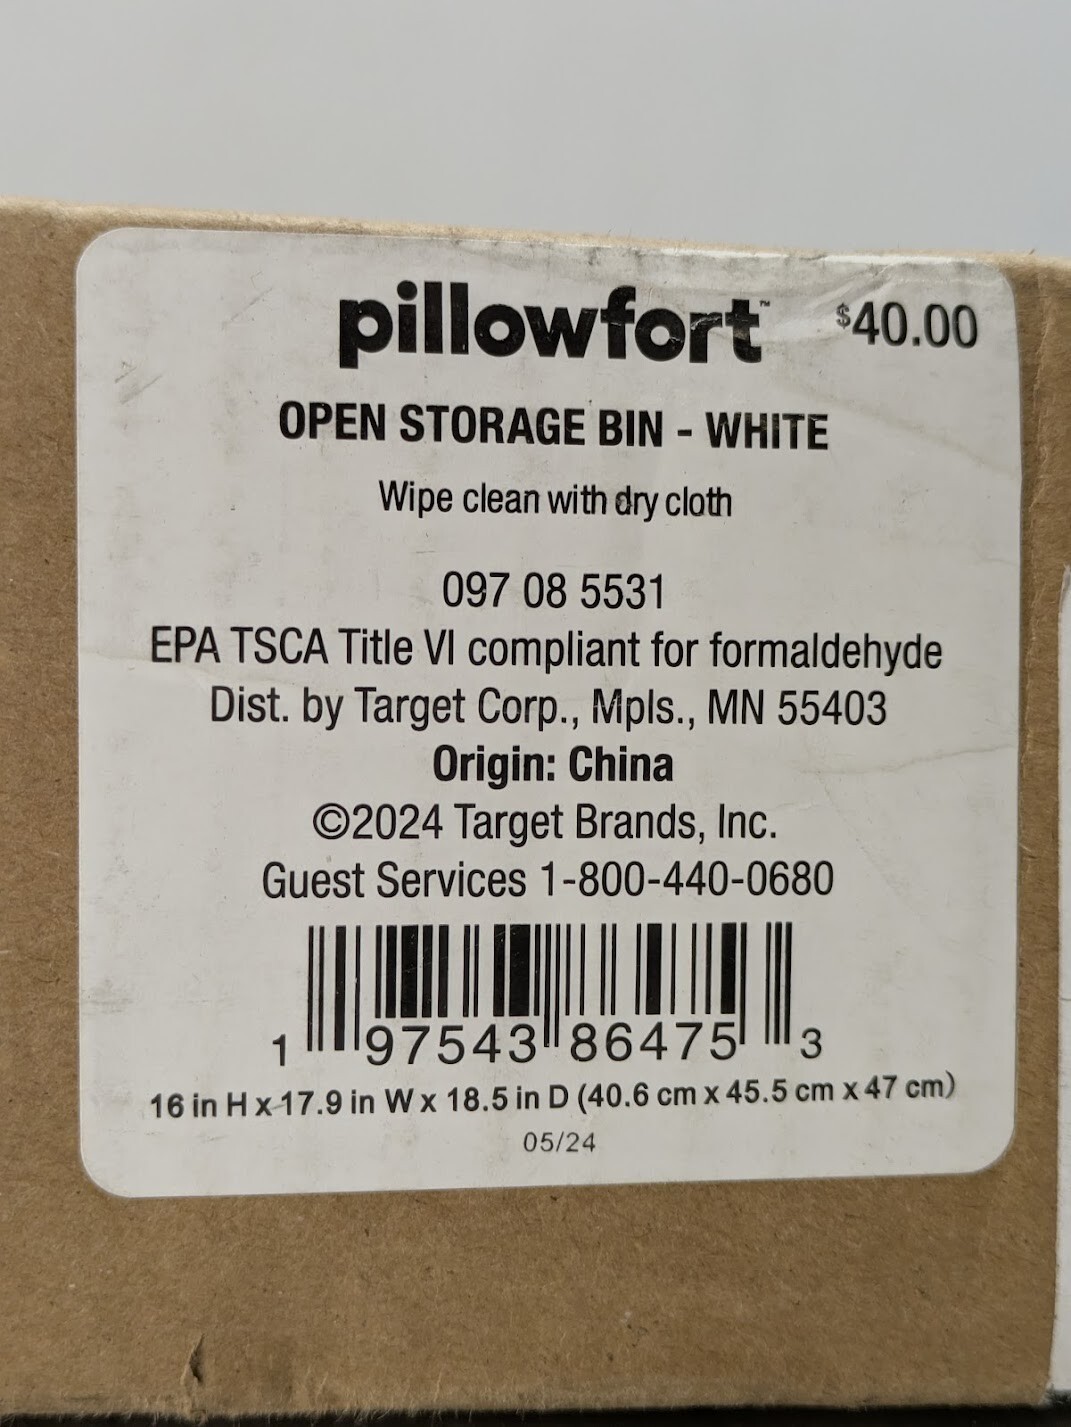 pillowfort™ $40.00
OPEN STORAGE BIN - WHITE
Wipe clean with dry cloth
097 08 5531
EPA TSCA Title VI compliant for formaldehyde
Dist. by Target Corp., Mpls., MN 55403
Origin: China
©2024 Target Brands, Inc.
Guest Services 1-800-440-0680
1 97543 86475 3
16 in H x 17.9 in W x 18.5 in D (40.6 cm x 45.5 cm x 47 cm)
05/24